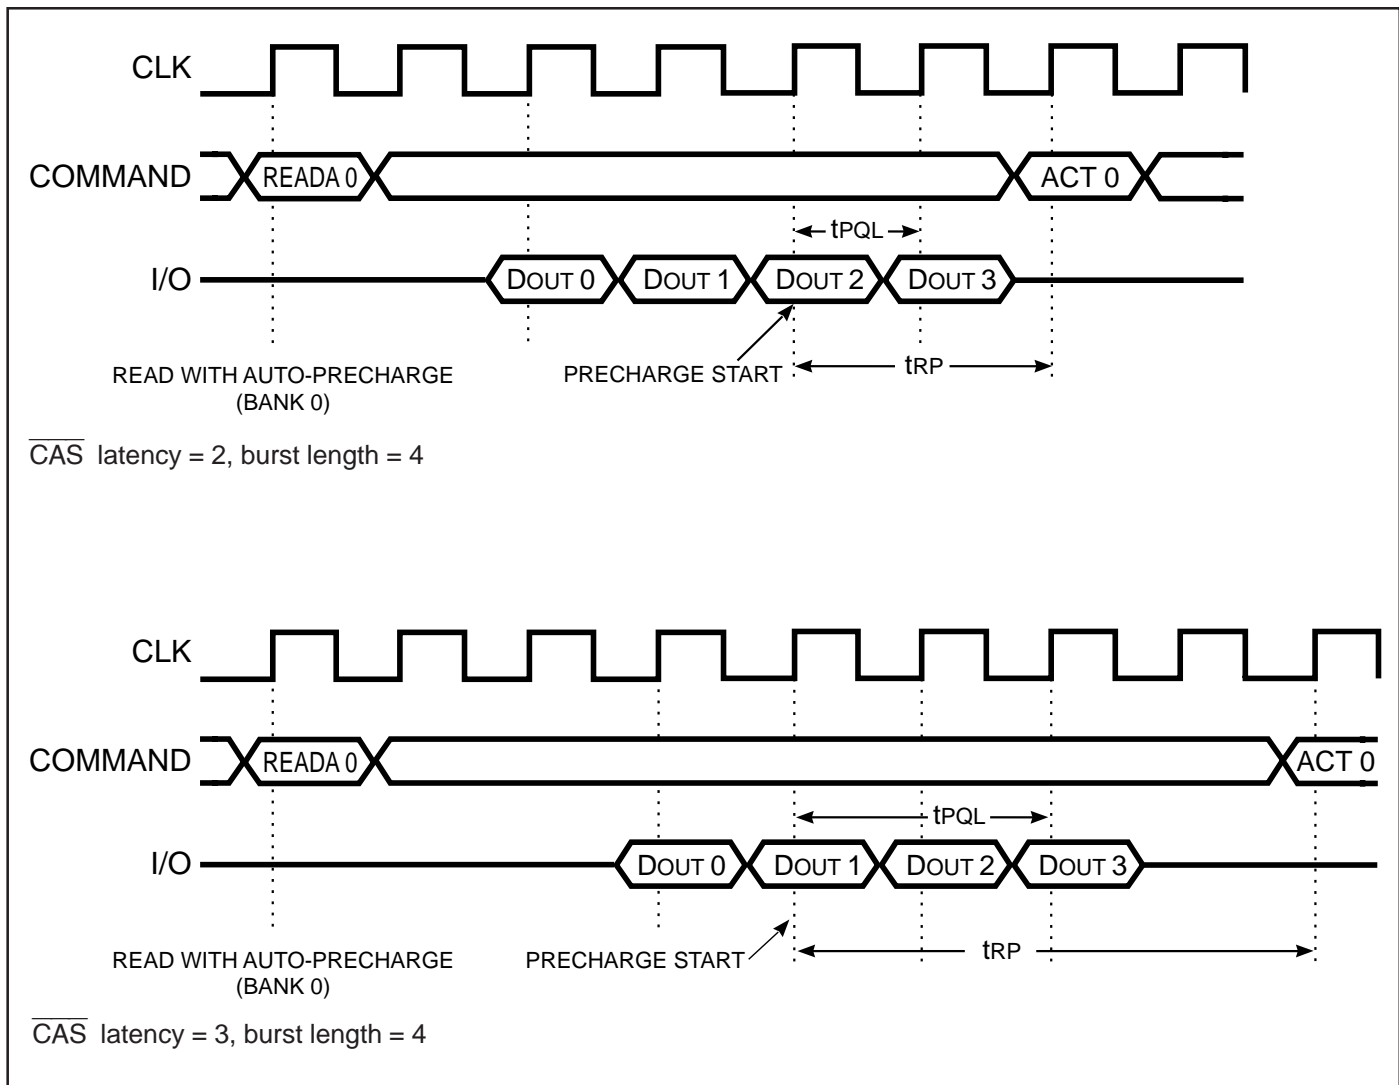 CLK
COMMAND
READA 0
ACT 0
tPQL
I/O
DOUT 0
DOUT 1
DOUT 2
DOUT 3
READ WITH AUTO-PRECHARGE
(BANK 0)
PRECHARGE START
tRP
CAS latency = 2, burst length = 4
CLK
COMMAND
READA 0
ACT 0
tPQL
I/O
DOUT 0
DOUT 1
DOUT 2
DOUT 3
READ WITH AUTO-PRECHARGE
(BANK 0)
PRECHARGE START
tRP
CAS latency = 3, burst length = 4